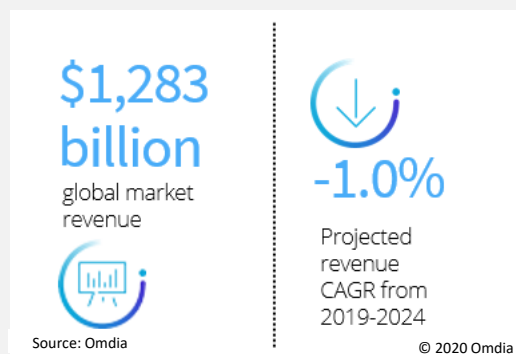 $1,283
billion
global market
revenue
-1.0%
Projected
revenue
CAGR from
2019-2024
Source: Omdia
© 2020 Omdia